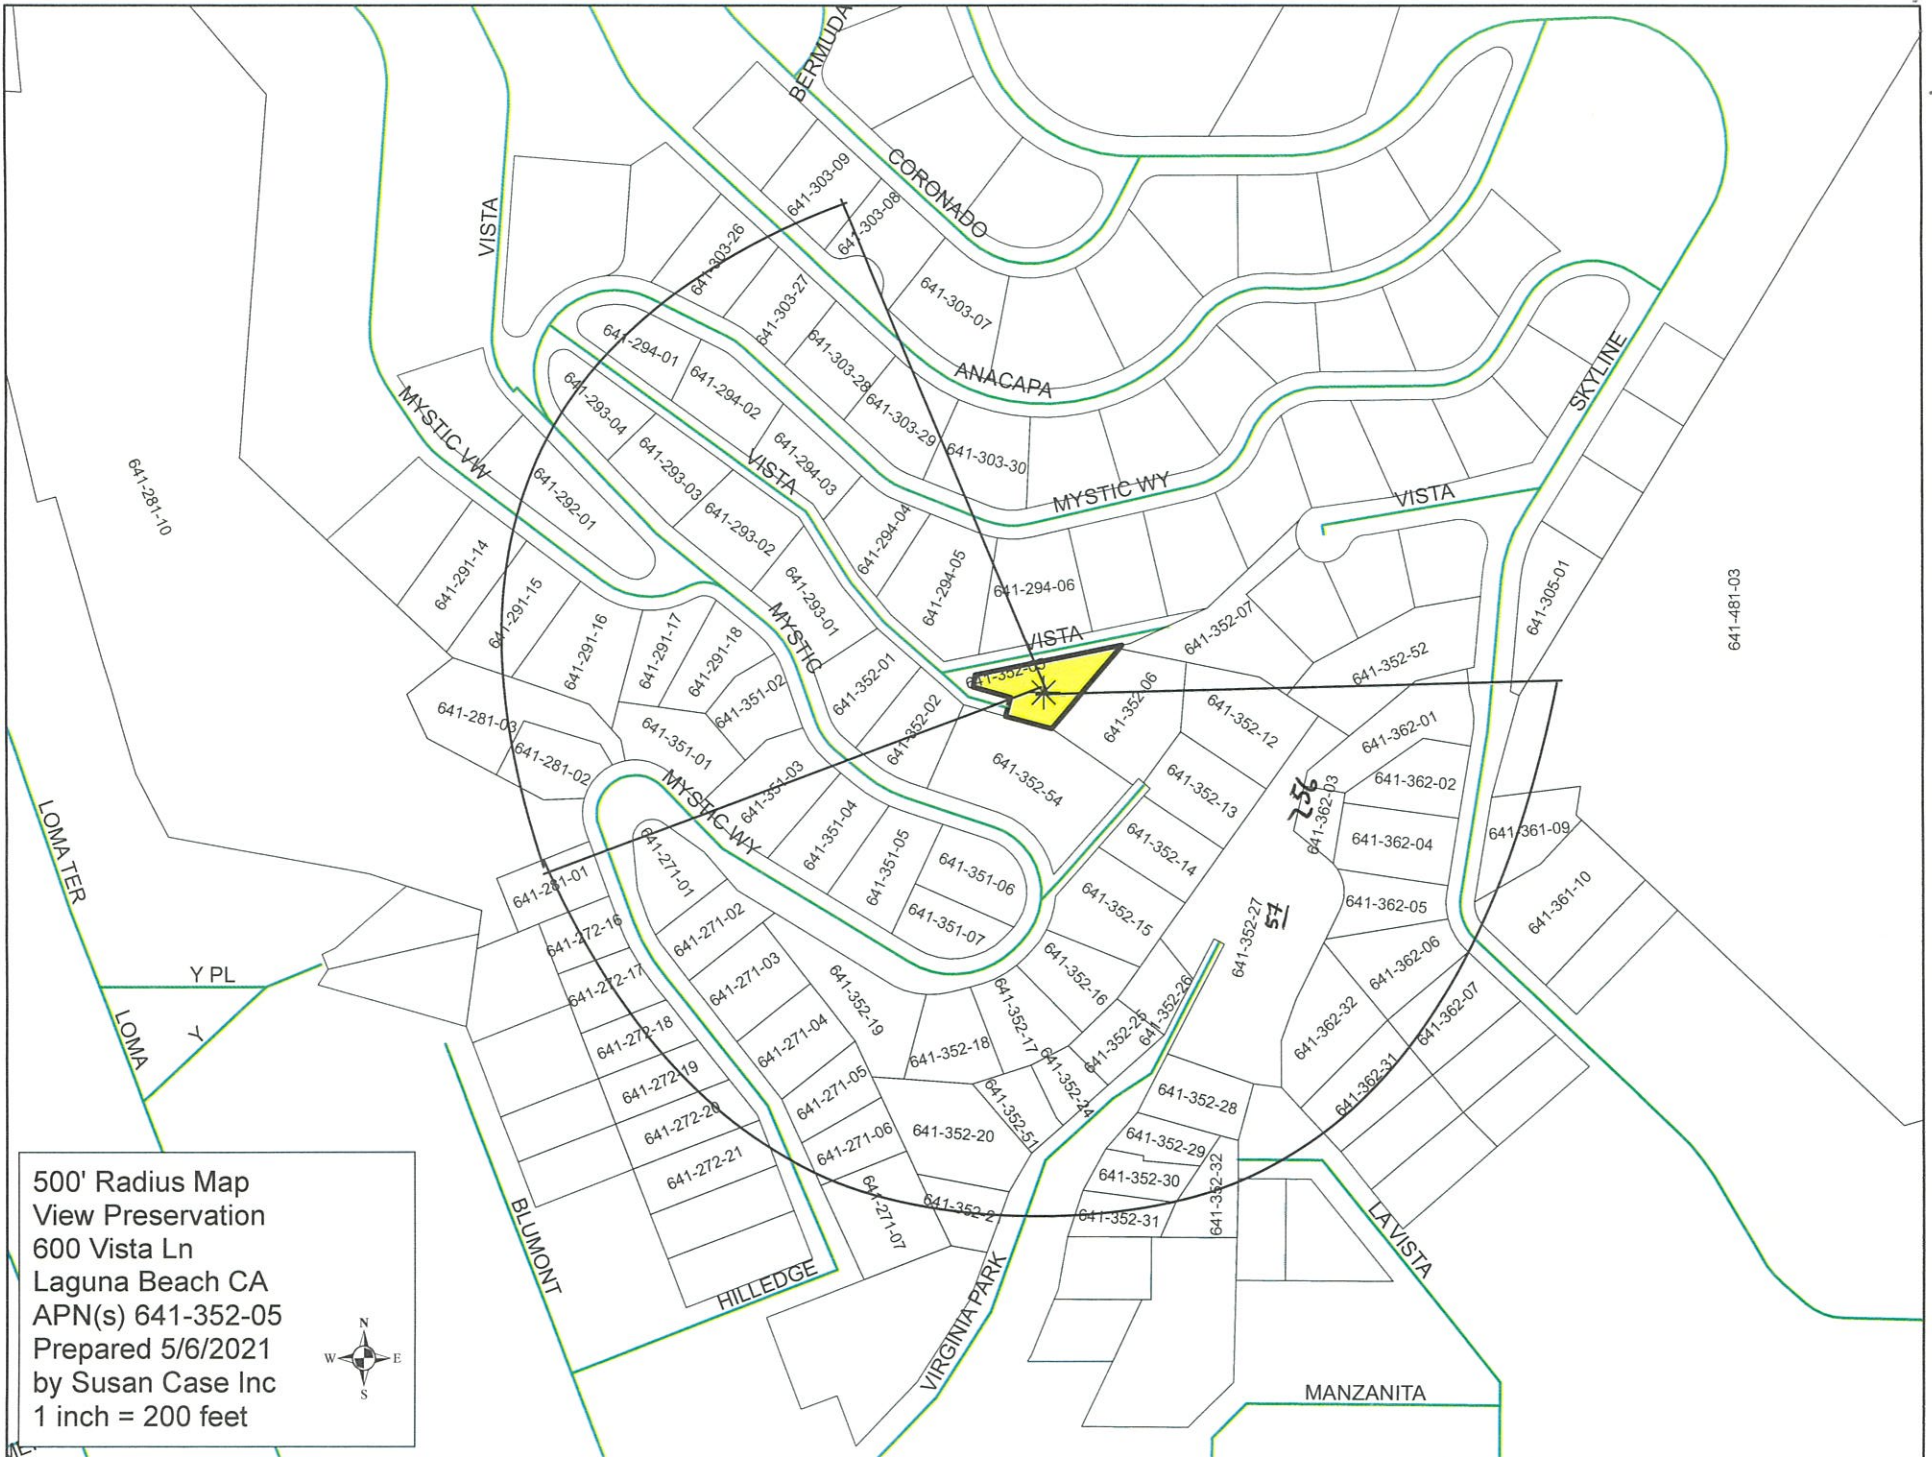 BERMUDA
CORONADO
641-303-09
641-303-08
VISTA
641-303-26
641-303-27
641-303-07
641-294-01
641-303-28
ANACAPA
SKYLINE
641-294-02
641-293-04
641-303-29
MYSTIC VW
641-303-30
641-293-03
VISTA
641-294-03
MYSTIC WY
VISTA
641-281-10
641-292-01
641-293-02
641-294-04
641-294-05
641-294-06
641-291-14
641-291-15
641-293-01
641-305-01
641-481-03
641-291-16
641-291-17
641-291-18
MYSTIC
VISTA
641-352-07
641-352-52
641-351-02
641-352-01
641-352-06
641-281-03
641-352-02
641-352-12
641-362-01
641-281-02
641-351-01
641-351-03
641-352-54
641-352-13
256
641-362-03
641-362-02
MYSTIC WY
641-351-04
641-352-14
641-362-04
641-361-09
LOMA TER
641-271-01
641-351-05
641-351-06
641-281-01
641-352-15
641-352-27
57
641-362-05
641-361-10
641-271-02
641-351-07
641-272-16
641-362-06
Y PL
641-272-17
641-271-03
641-352-19
641-352-16
641-352-26
641-362-07
LOMA
Y
641-272-18
641-271-04
641-352-18
641-352-17
641-352-25
641-362-32
641-272-19
641-271-05
641-352-51
641-352-24
641-352-28
641-362-31
641-272-20
641-271-06
641-352-20
641-352-29
641-272-21
641-352-30
641-352-32
641-271-07
641-352-31
LA VISTA
BLUMONT
HILLEDGE
VIRGINIA PARK
MANZANITA
500' Radius Map
View Preservation
600 Vista Ln
Laguna Beach CA
APN(s) 641-352-05
Prepared 5/6/2021
by Susan Case Inc
1 inch = 200 feet
N
W E
S